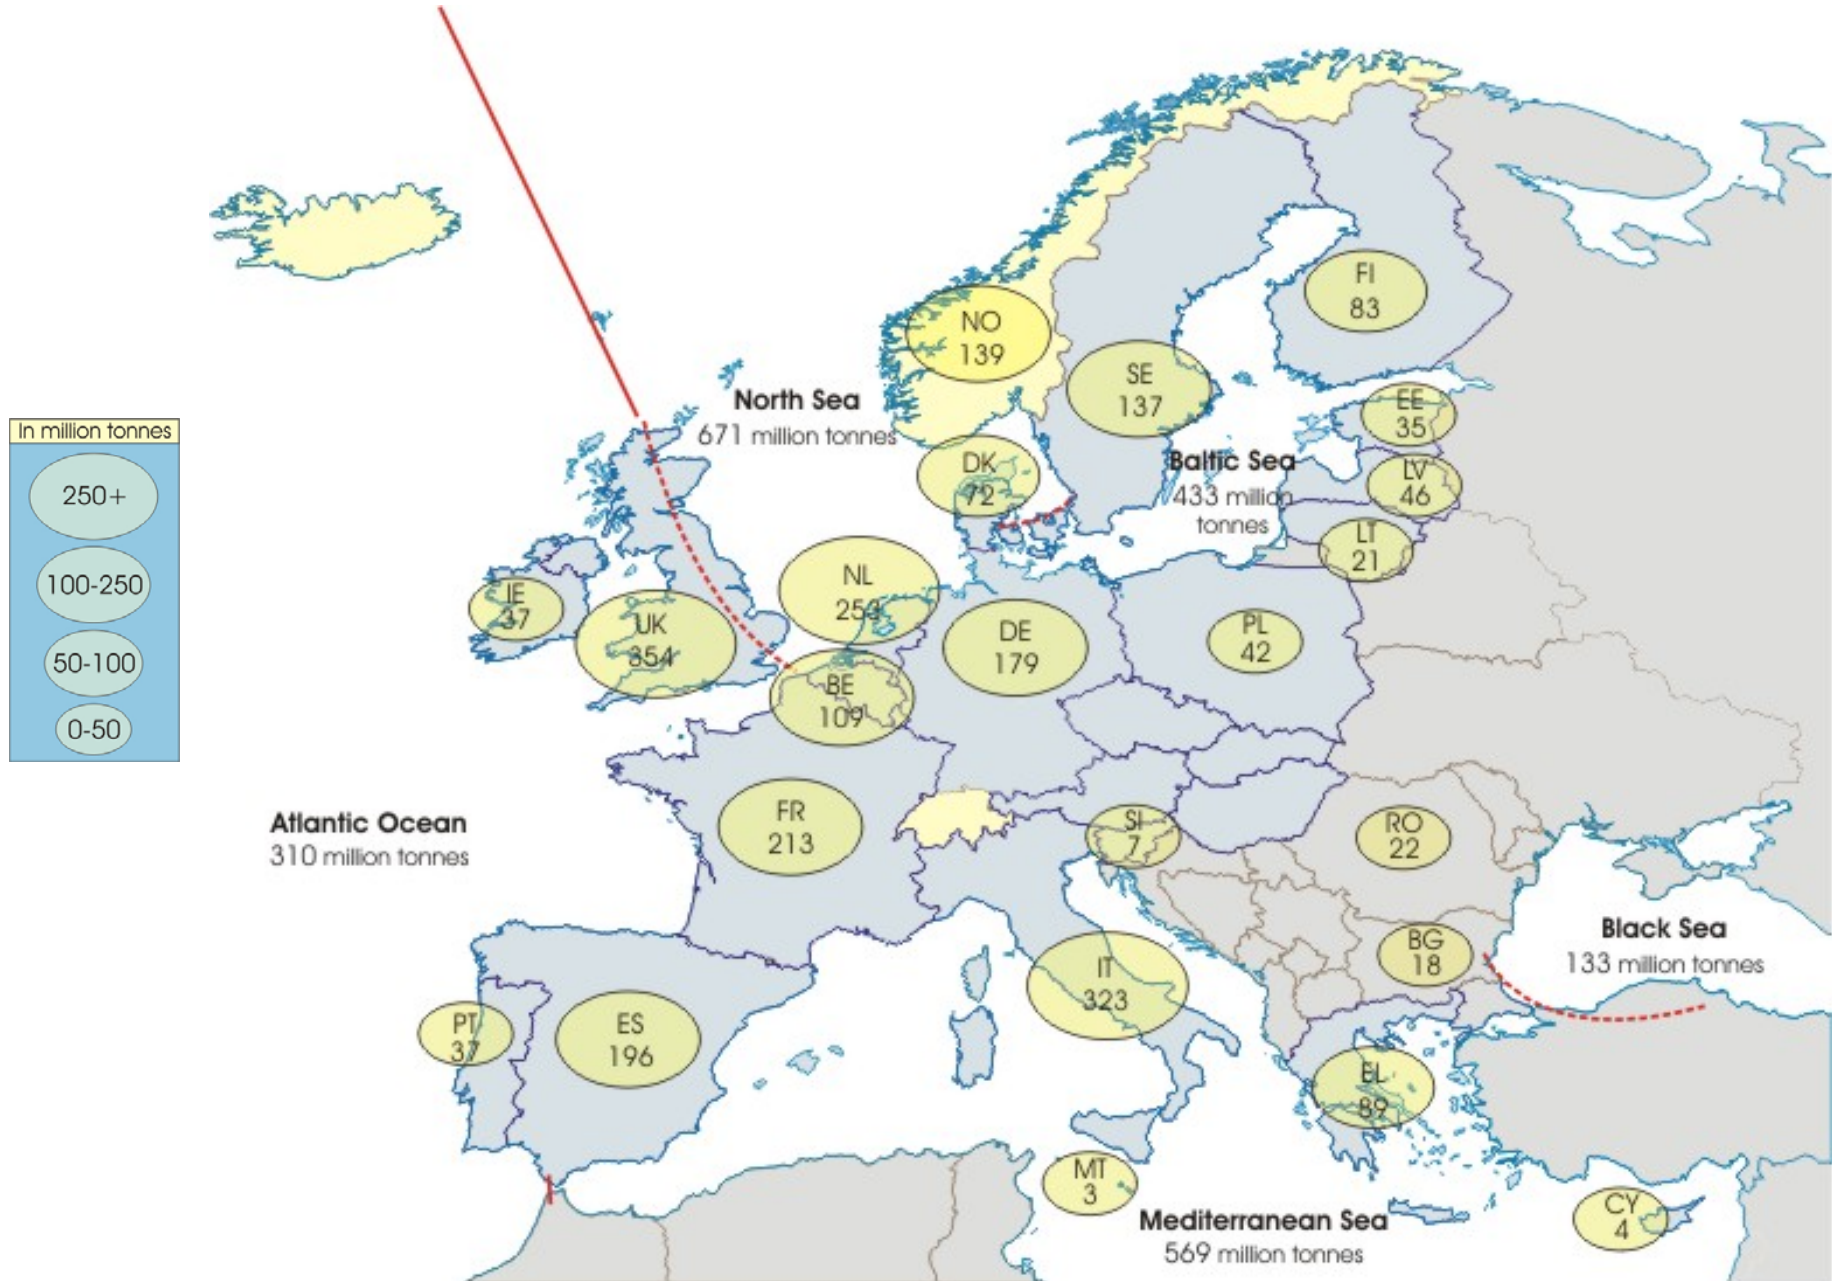 In million tonnes
250+
100-250
50-100
0-50
NO
139
FI
83
SE
137
North Sea
671 million tonnes
EE
35
DK
72
Baltic Sea
433 million
tonnes
LV
46
LT
21
NL
253
IE
37
UK
354
DE
179
PL
42
BE
109
FR
213
SI
7
RO
22
Atlantic Ocean
310 million tonnes
Black Sea
133 million tonnes
BG
18
IT
323
PT
37
ES
196
EL
89
MT
3
Mediterranean Sea
569 million tonnes
CY
4